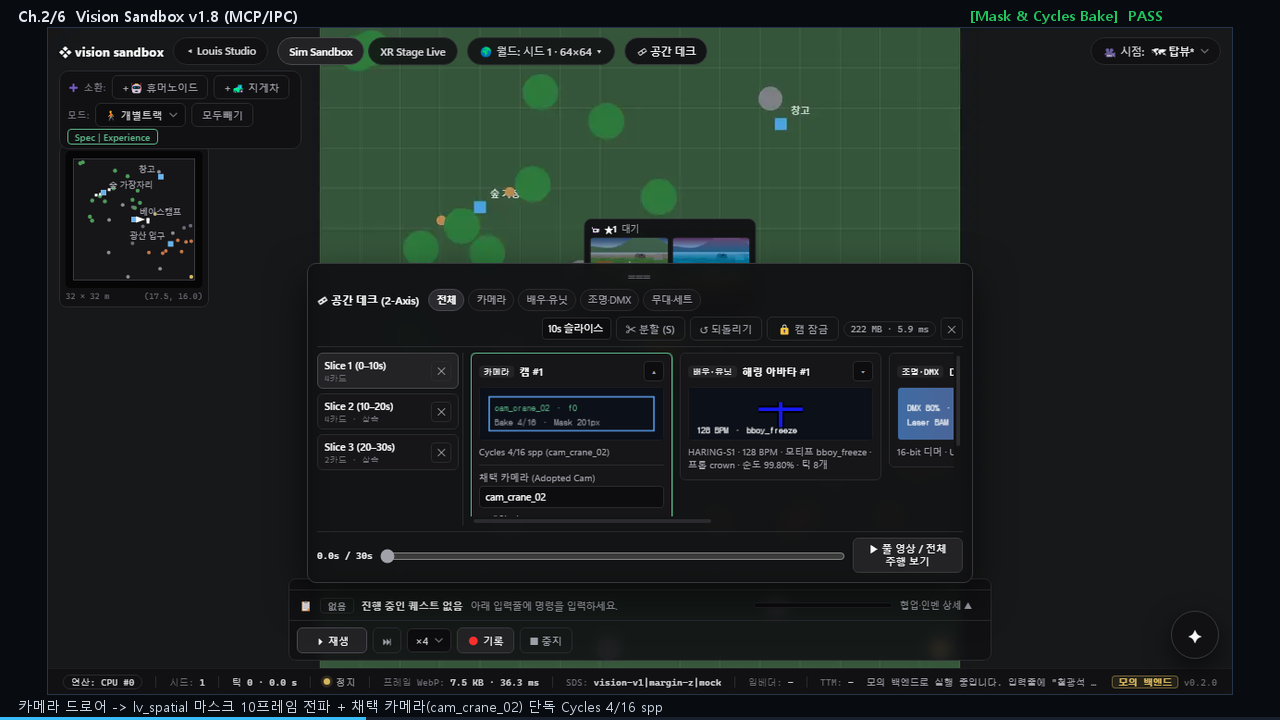 Ch.2/6 Vision Sandbox v1.8 (MCP/IPC)
[Mask & Cycles Bake] PASS
vision sandbox
Louis Studio
Sim Sandbox
XR Stage Live
월드: 시드 1 · 64×64
공간 데크
시점: 탑뷰*
소환:
+ 휴머노이드
+ 지게차
모드:
개별트랙
모두빼기
Spec | Experience
창고
숲 가장자리
베이스캠프
광산 입구
32 × 32 m
(17.5, 16.0)
창고
★1 대기
공간 데크 (2-Axis)
전체
카메라
배우·유닛
조명·DMX
무대·세트
10s 슬라이스
분할 (S)
되돌리기
캠 잠금
222 MB · 5.9 ms
Slice 1 (0–10s)
4카드
Slice 2 (10–20s)
Slice 3 (20–30s)
카메라 캠 #1
cam_crane_02 · f0
Bake 4/16 · Mask 201px
Cycles 4/16 spp (cam_crane_02)
채택 카메라 (Adopted Cam)
cam_crane_02
배우·유닛 해링 아바타 #1
128 BPM · bboy_freeze
HARING-S1 · 128 BPM · 모티프 bboy_freeze ·
프롭 crown · 순도 99.80% · 틱 8개
조명·DMX
DMX 80% ·
Laser BAM
16-bit 디머 ·
0.0s / 30s
▶ 풀 영상 / 전체
주행 보기
없음
진행 중인 퀘스트 없음
아래 입력풀에 명령을 입력하세요.
협업·인벤 상세 ▲
재생
×4
기록
중지
연산: CPU #0
시드: 1
틱 0 · 0.0 s
정지
프레임 WebP: 7.5 KB · 36.3 ms
SDS: vision-v1|margin-z|mock
임베더: −
TTM: −
모의 백엔드로 실행 중입니다. 입력줄에 "철광석 …
모의 백엔드
v0.2.0
카메라 드로어 -> lv_spatial 마스크 10프레임 전파 + 채택 카메라(cam_crane_02) 단독 Cycles 4/16 spp